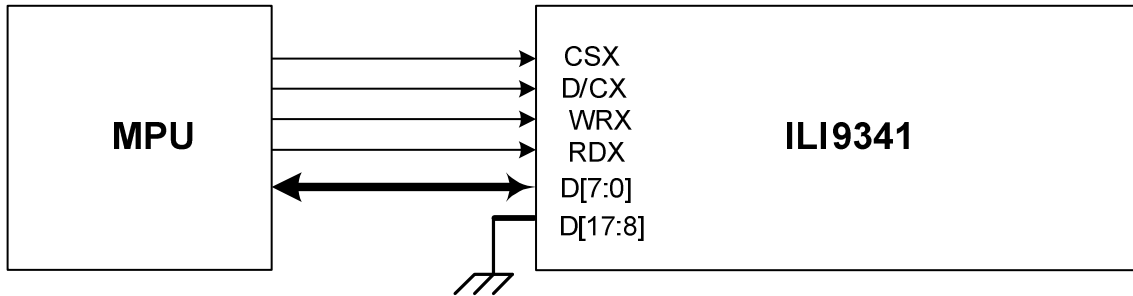 MPU
CSX
D/CX
WRX
RDX
D[7:0]
D[17:8]
ILI9341